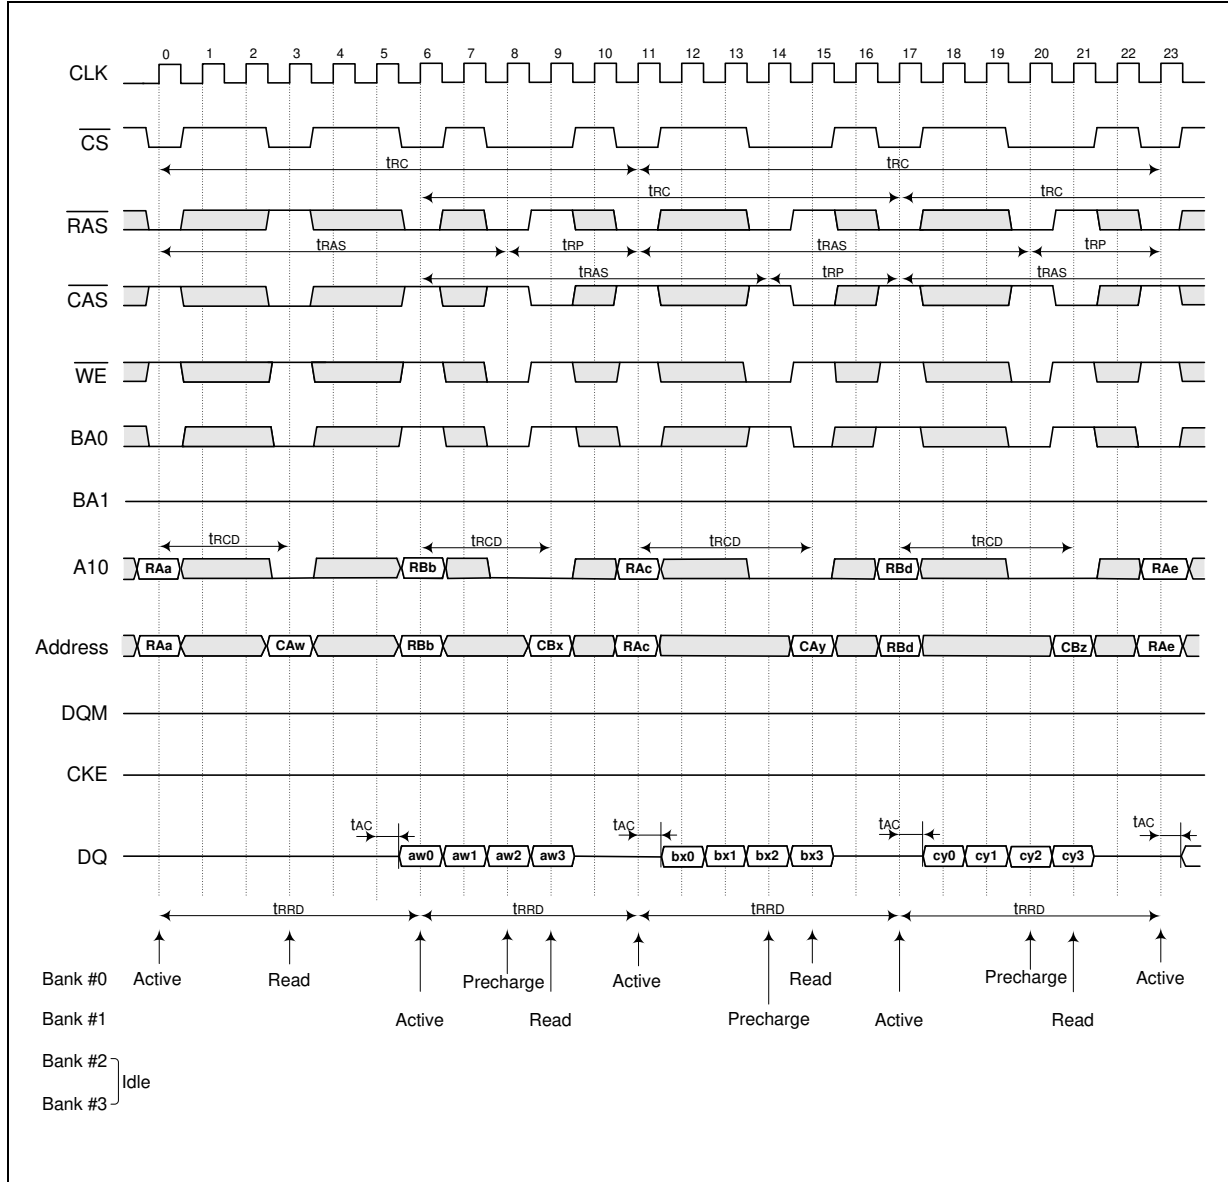 0 1 2 3 4 5 6 7 8 9 10 11 12 13 14 15 16 17 18 19 20 21 22 23
CLK
CS
tRC tRC
tRC tRC
RAS
tRAS tRP tRAS tRP
tRAS tRP tRAS
CAS
WE
BA0
BA1
tRCD tRCD tRCD tRCD
A10 RAa RBb RAc RBd RAe
Address RAa CAw RBb CBx RAc CAy RBd CBz RAe
DQM
CKE
tAC tAC tAC tAC
DQ aw0 aw1 aw2 aw3 bx0 bx1 bx2 bx3 cy0 cy1 cy2 cy3
tRRD tRRD tRRD tRRD
Bank #0 Active Read Precharge Active Read Precharge Active
Bank #1 Active Read Precharge Active Read
Bank #2
Idle
Bank #3